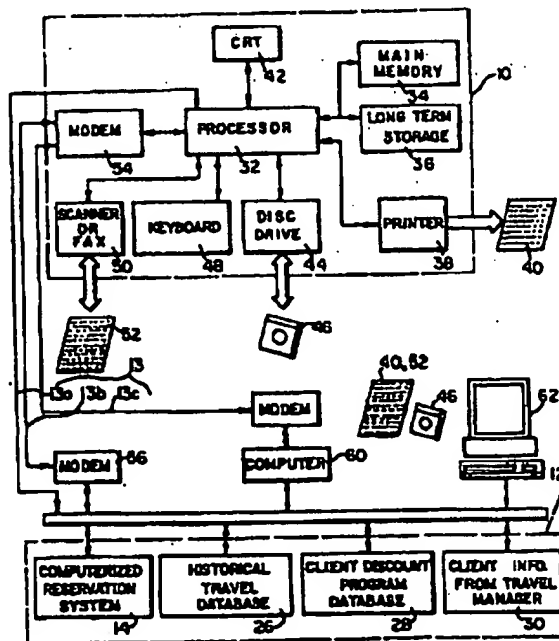 CRT
42
MAIN
MEMORY
34
10
MODEM
54
PROCESSOR
32
LONG TERM
STORAGE
36
SCANNER
OR
FAX
50
KEYBOARD
48
DISC
DRIVE
44
PRINTER
38
40
52
46
13
13a
13b
13c
MODEM
40,52
46
62
MODEM
56
COMPUTER
60
12
COMPUTERIZED
RESERVATION
SYSTEM
14
HISTORICAL
TRAVEL
DATABASE
26
CLIENT DISCOUNT
PROGRAM
DATABASE
28
CLIENT INFO.
FROM TRAVEL
MANAGER
30